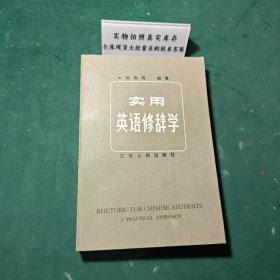 实物拍照真实库存
仓库现货大批量采购联系客服
编著
实用
英语修辞学
江苏人民出版社
RHETORIC FOR CHINESE STUDENTS
A PRACTICAL APPROACH